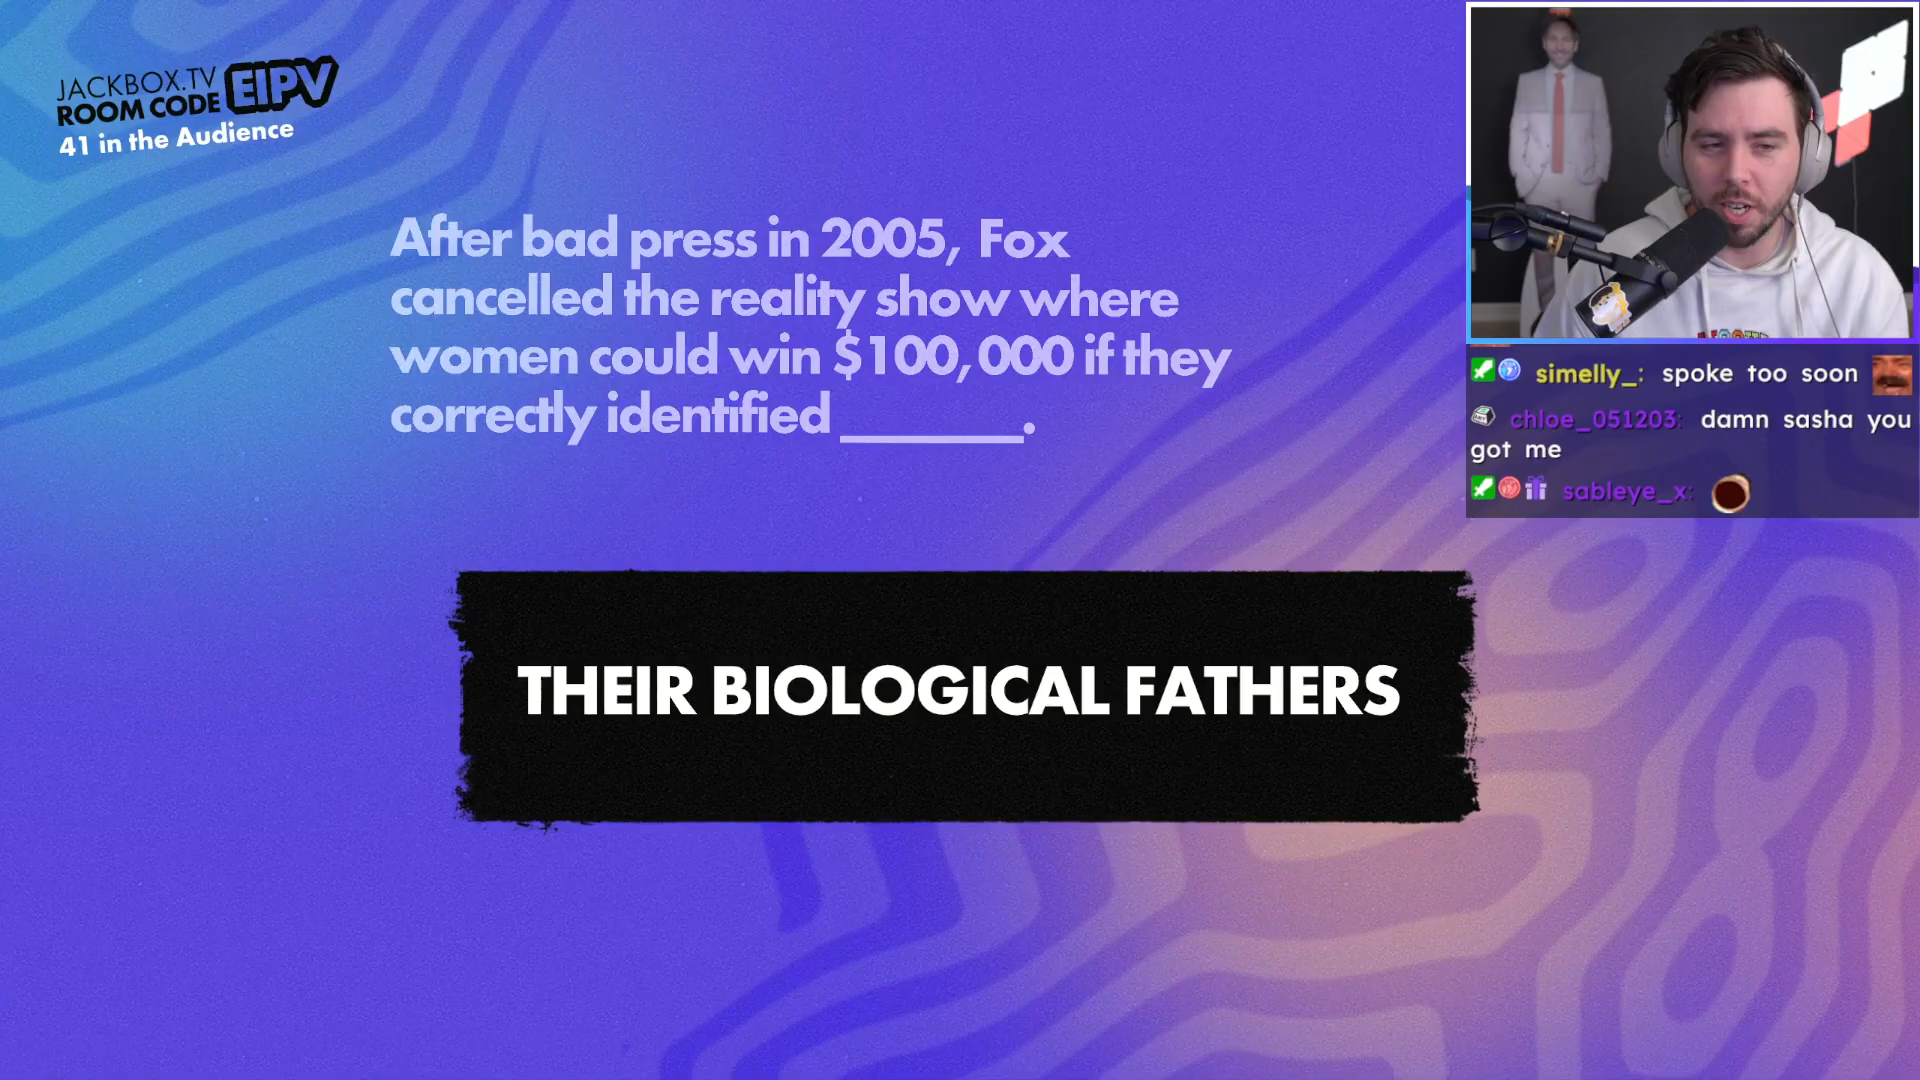 JACKBOX.TV
ROOM CODE EIPV
41 in the Audience
After bad press in 2005, Fox
cancelled the reality show where
women could win $100,000 if they
correctly identified ______.
THEIR BIOLOGICAL FATHERS
simelly_: spoke too soon
chloe_051203: damn sasha you
got me
sableye_x: